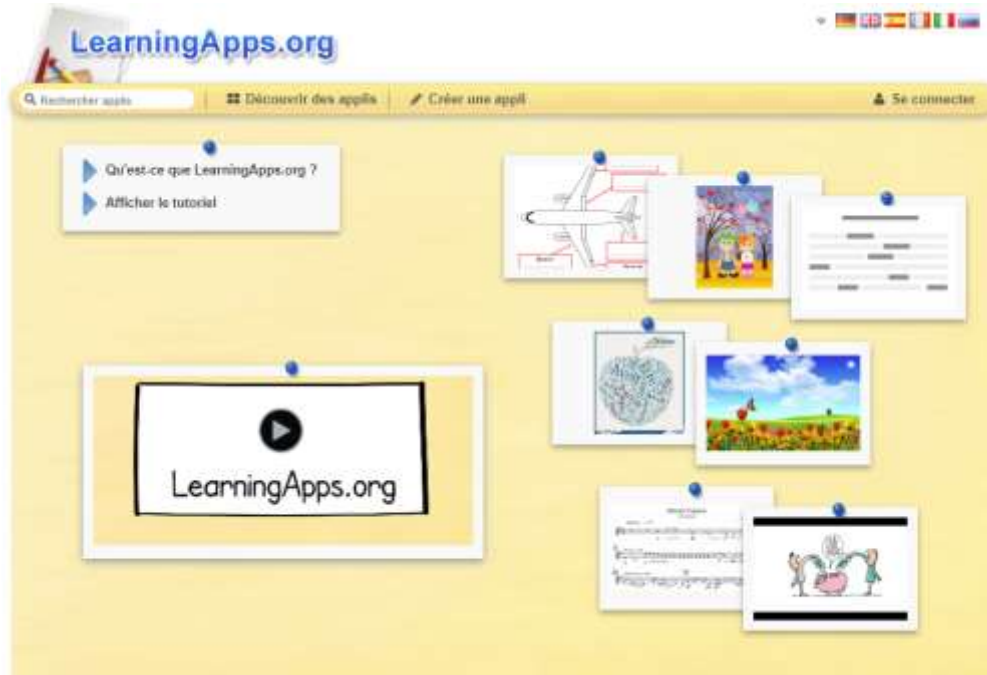 LearningApps.org
Rechercher applis
Découvrir des applis
Créer une appli
Se connecter
Qu'est-ce que LearningApps.org ?
Afficher le tutoriel
LearningApps.org